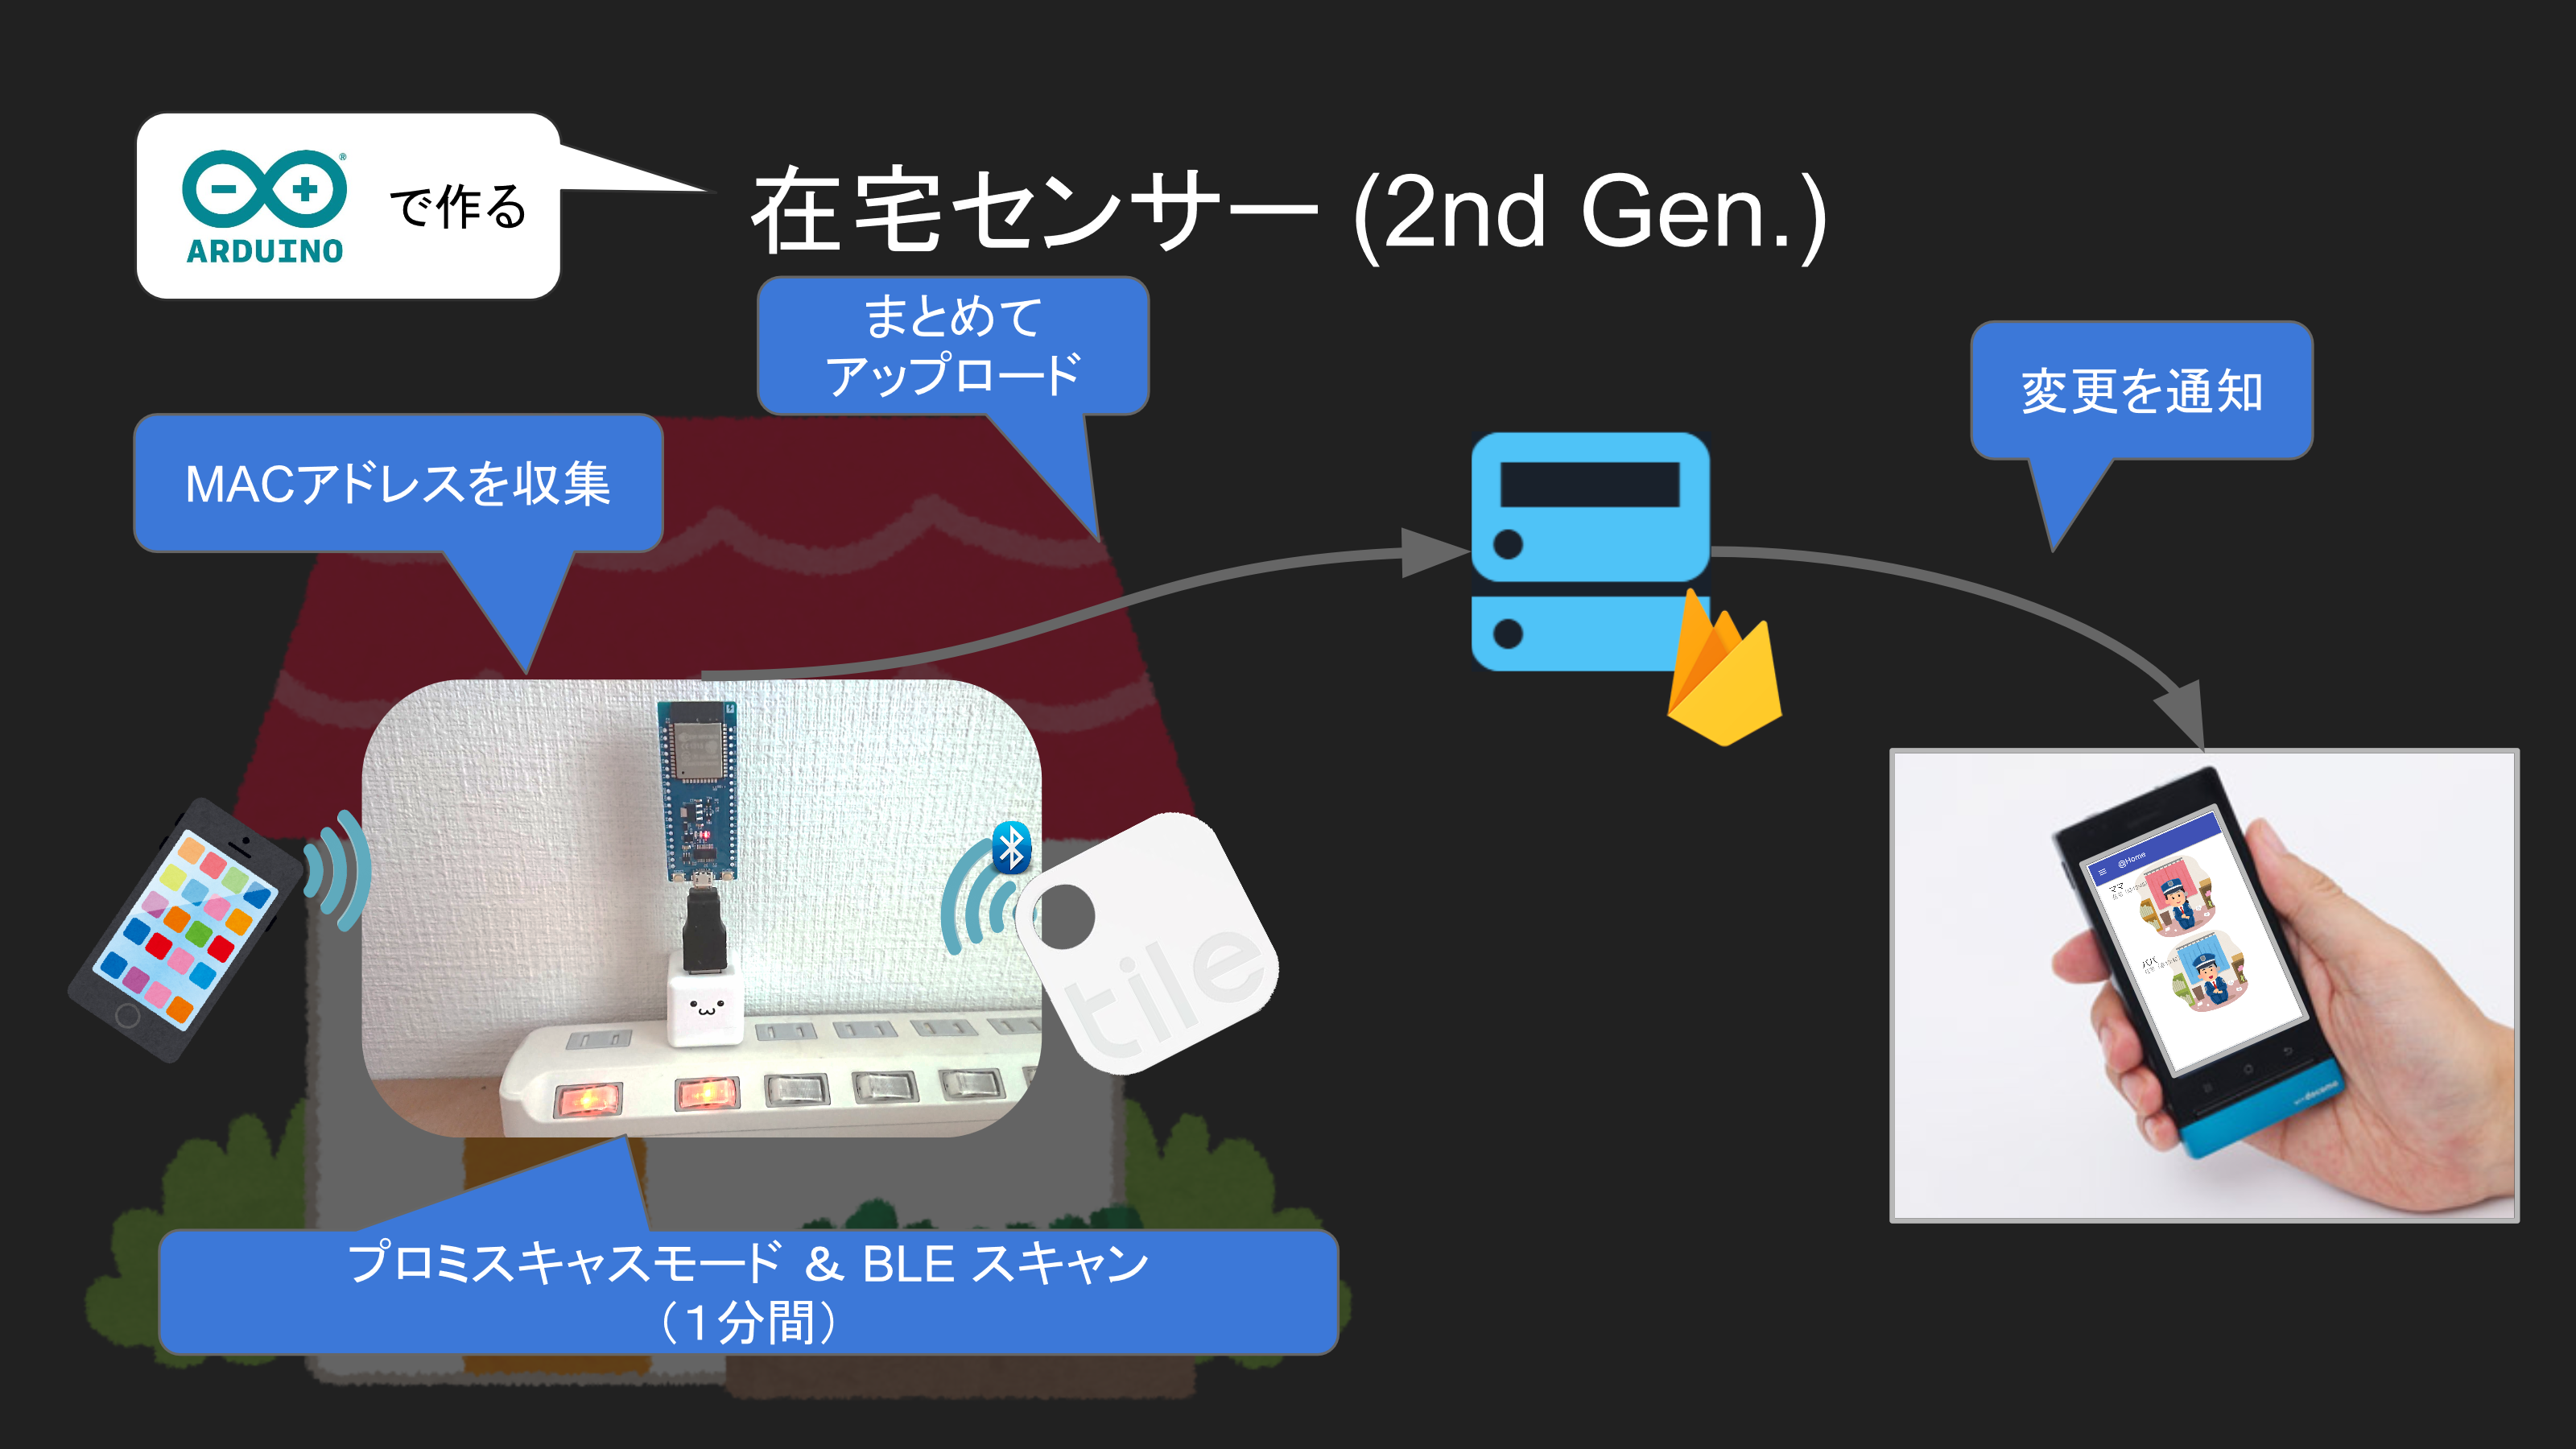 ARDUINO
で作る
在宅センサー (2nd Gen.)
まとめて
アップロード
変更を通知
MACアドレスを収集
tile
@Home
ママ
パパ
プロミスキャスモード & BLE スキャン
（１分間）